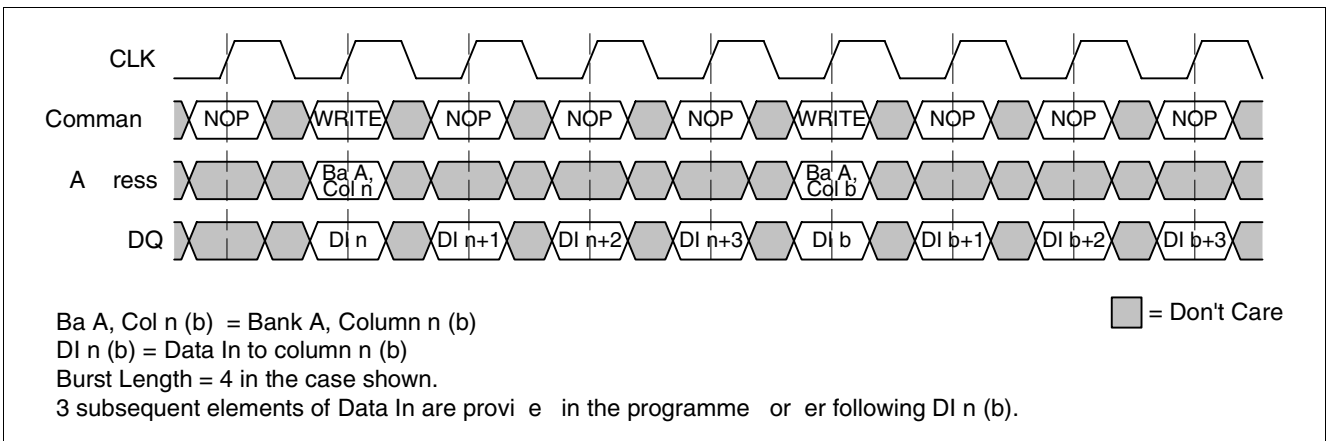 CLK
Comman NOP WRITE NOP NOP NOP WRITE NOP NOP NOP
A ress Ba A, Col n Ba A, Col b
DQ DI n DI n+1 DI n+2 DI n+3 DI b DI b+1 DI b+2 DI b+3
Ba A, Col n (b) = Bank A, Column n (b)
= Don't Care
DI n (b) = Data In to column n (b)
Burst Length = 4 in the case shown.
3 subsequent elements of Data In are provi e in the programme or er following DI n (b).